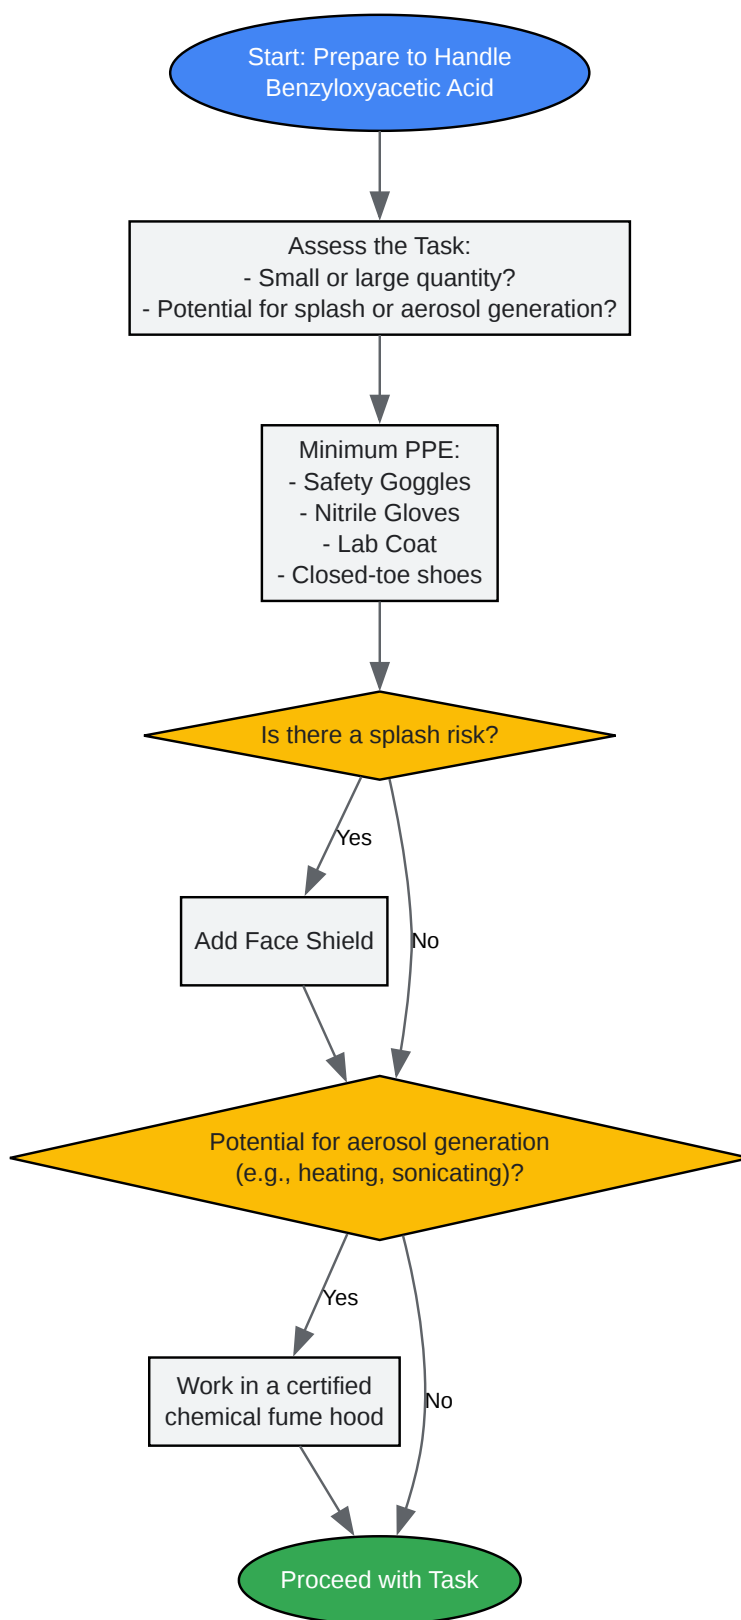 Start: Prepare to Handle
Benzyloxyacetic Acid
Assess the Task:
- Small or large quantity?
- Potential for splash or aerosol generation?
Minimum PPE:
- Safety Goggles
- Nitrile Gloves
- Lab Coat
- Closed-toe shoes
Is there a splash risk?
Yes
Add Face Shield
No
Potential for aerosol generation
(e.g., heating, sonicating)?
Yes
Work in a certified
chemical fume hood
No
Proceed with Task